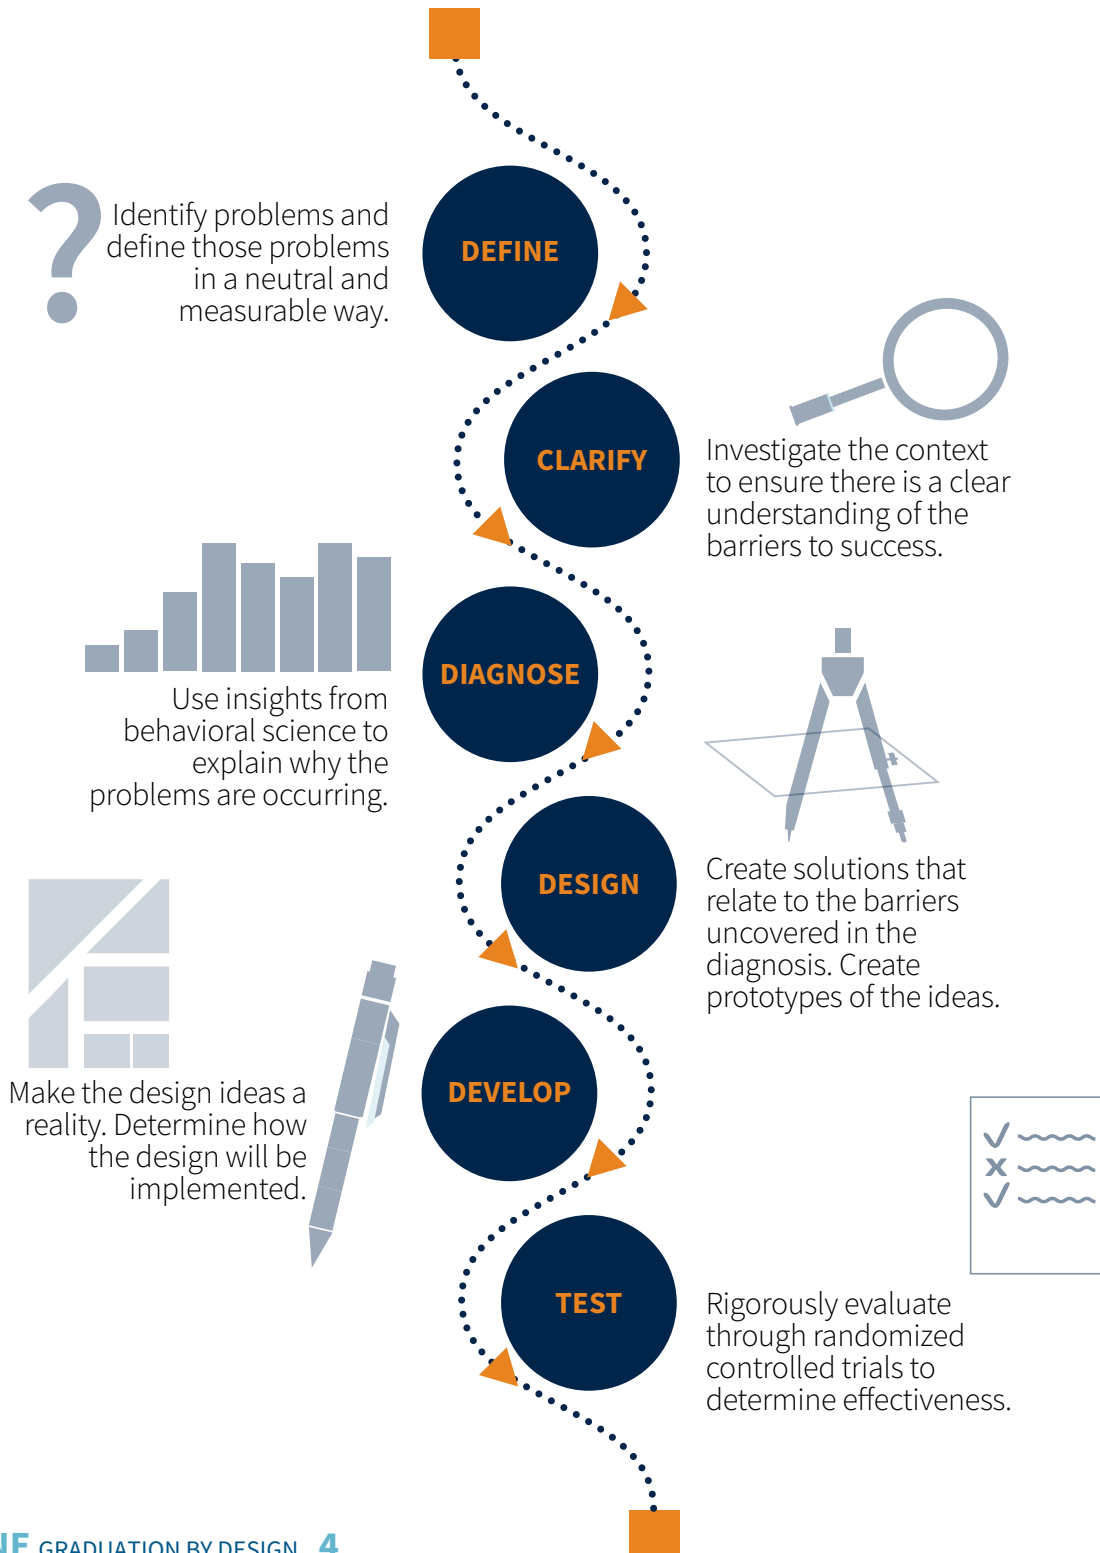 Identify problems and
define those problems
in a neutral and
measurable way.
DEFINE
CLARIFY
Investigate the context
to ensure there is a clear
understanding of the
barriers to success.
DIAGNOSE
Use insights from
behavioral science to
explain why the
problems are occurring.
DESIGN
Create solutions that
relate to the barriers
uncovered in the
diagnosis. Create
prototypes of the ideas.
DEVELOP
Make the design ideas a
reality. Determine how
the design will be
implemented.
TEST
Rigorously evaluate
through randomized
controlled trials to
determine effectiveness.
GRADUATION BY DESIGN 4